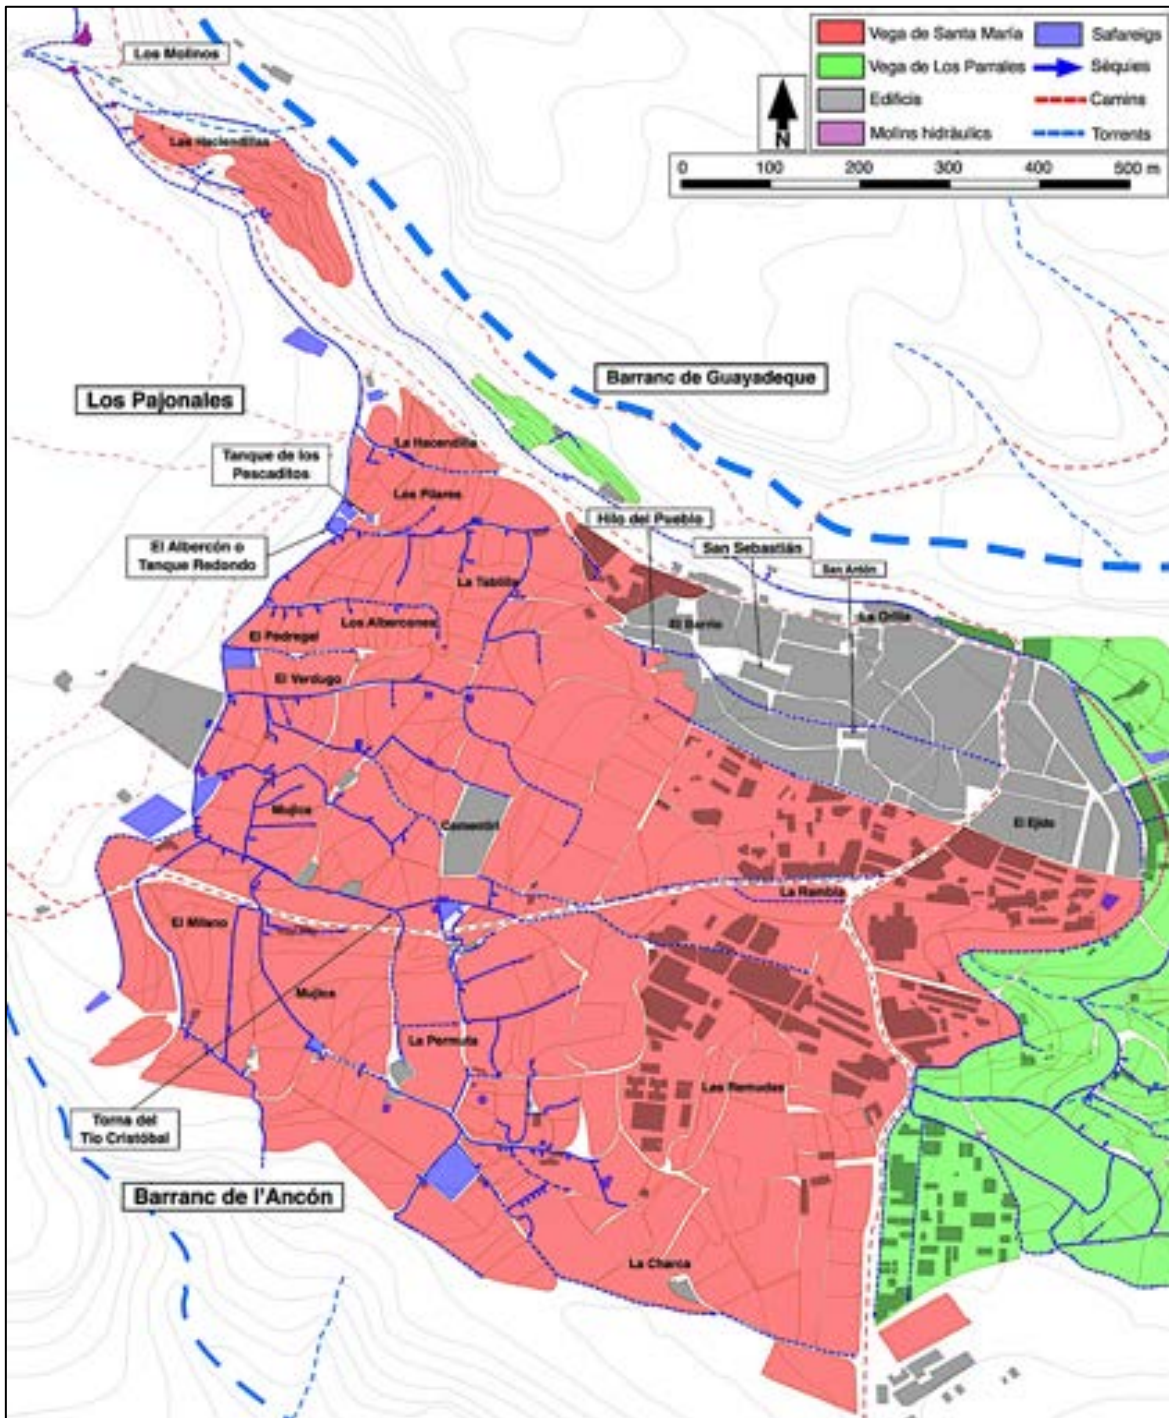 Los Molinos
Vega de Santa María
Safareigs
Vega de Los Parrales
Sèquies
Edificis
Camins
Molins hidràulics
Torrents
N
0 100 200 300 400 500 m
Las Haciendillas
Barranc de Guayadeque
Los Pajonales
La Hacendilla
Tanque de los
Pescaditos
Los Pilares
Hilo del Pueblo
San Sebastián
El Albercón o
Tanque Redondo
San Antón
La Tablilla
Los Albercones
El Barrio
La Orilla
El Pedregal
El Verdugo
Mujica
Cementiri
El Ejido
La Rambla
El Milano
Mujica
La Permuta
Las Remudas
Torna del
Tío Cristóbal
Barranc de l'Ancón
La Charca